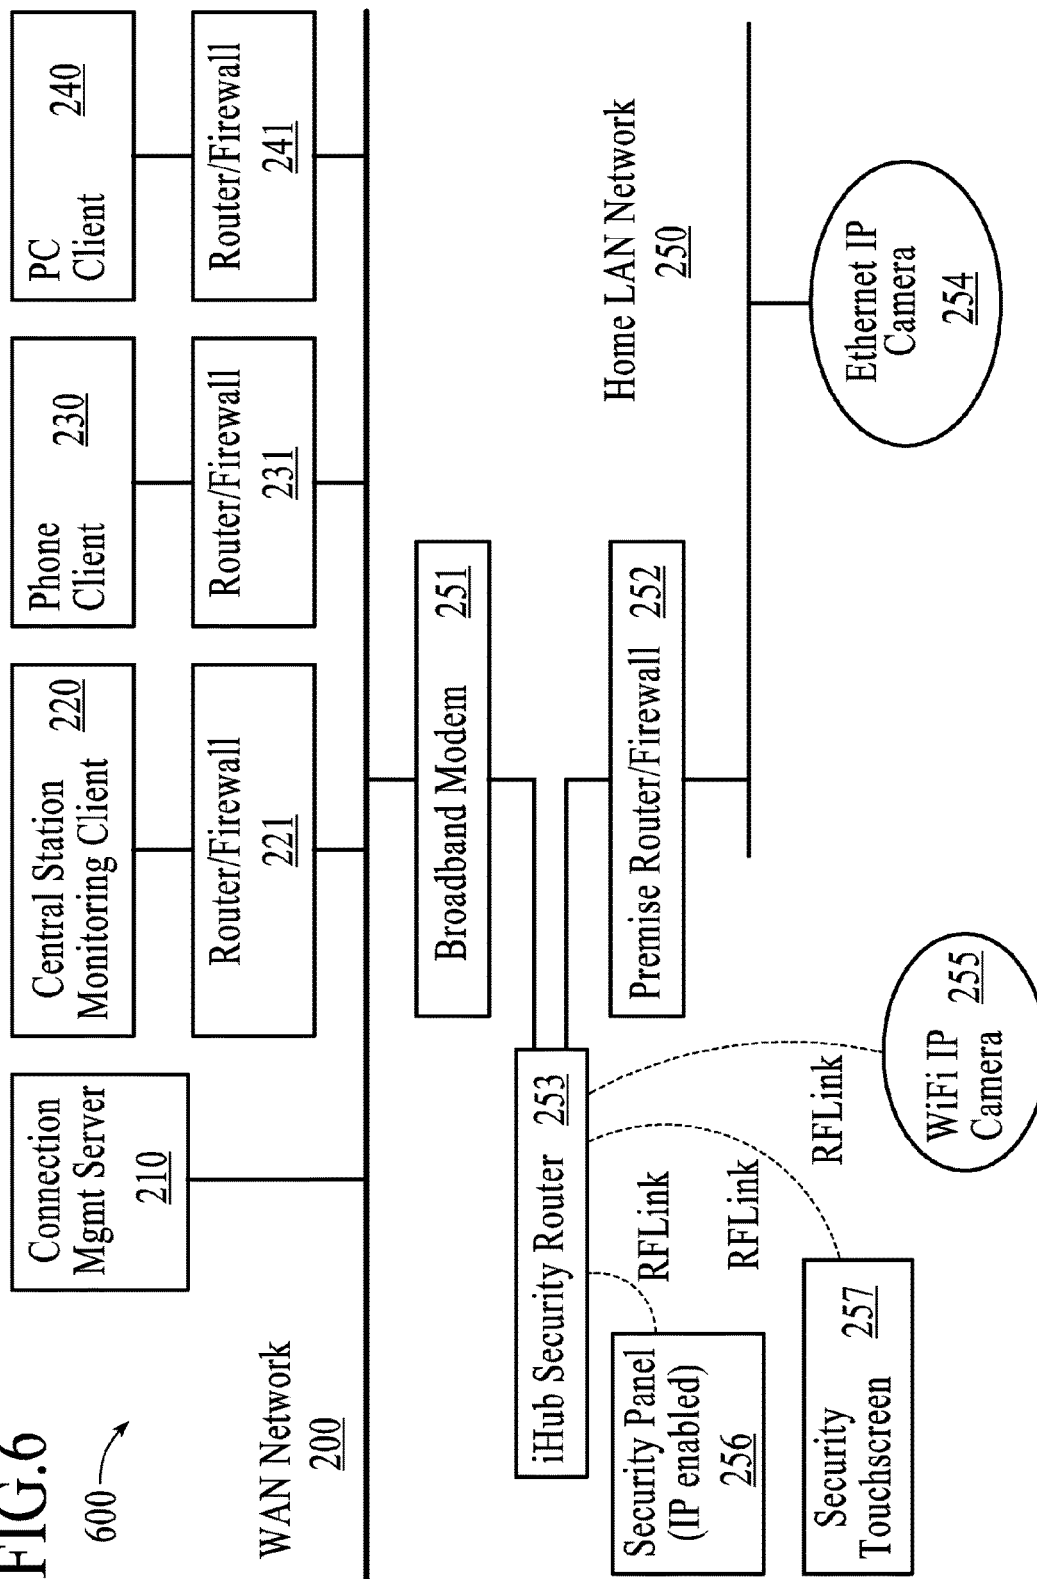 FIG.6
600
WAN Network
200
Connection
Mgmt Server
210
Central Station
Monitoring Client
220
Phone
Client
230
PC
Client
240
Router/Firewall
221
Router/Firewall
231
Router/Firewall
241
Broadband Modem 251
iHub Security Router 253
Premise Router/Firewall 252
Home LAN Network
250
Security Panel
(IP enabled)
256
RFLink
RFLink
RFLink
Security
Touchscreen
257
WiFi IP
Camera
255
Ethernet IP
Camera
254